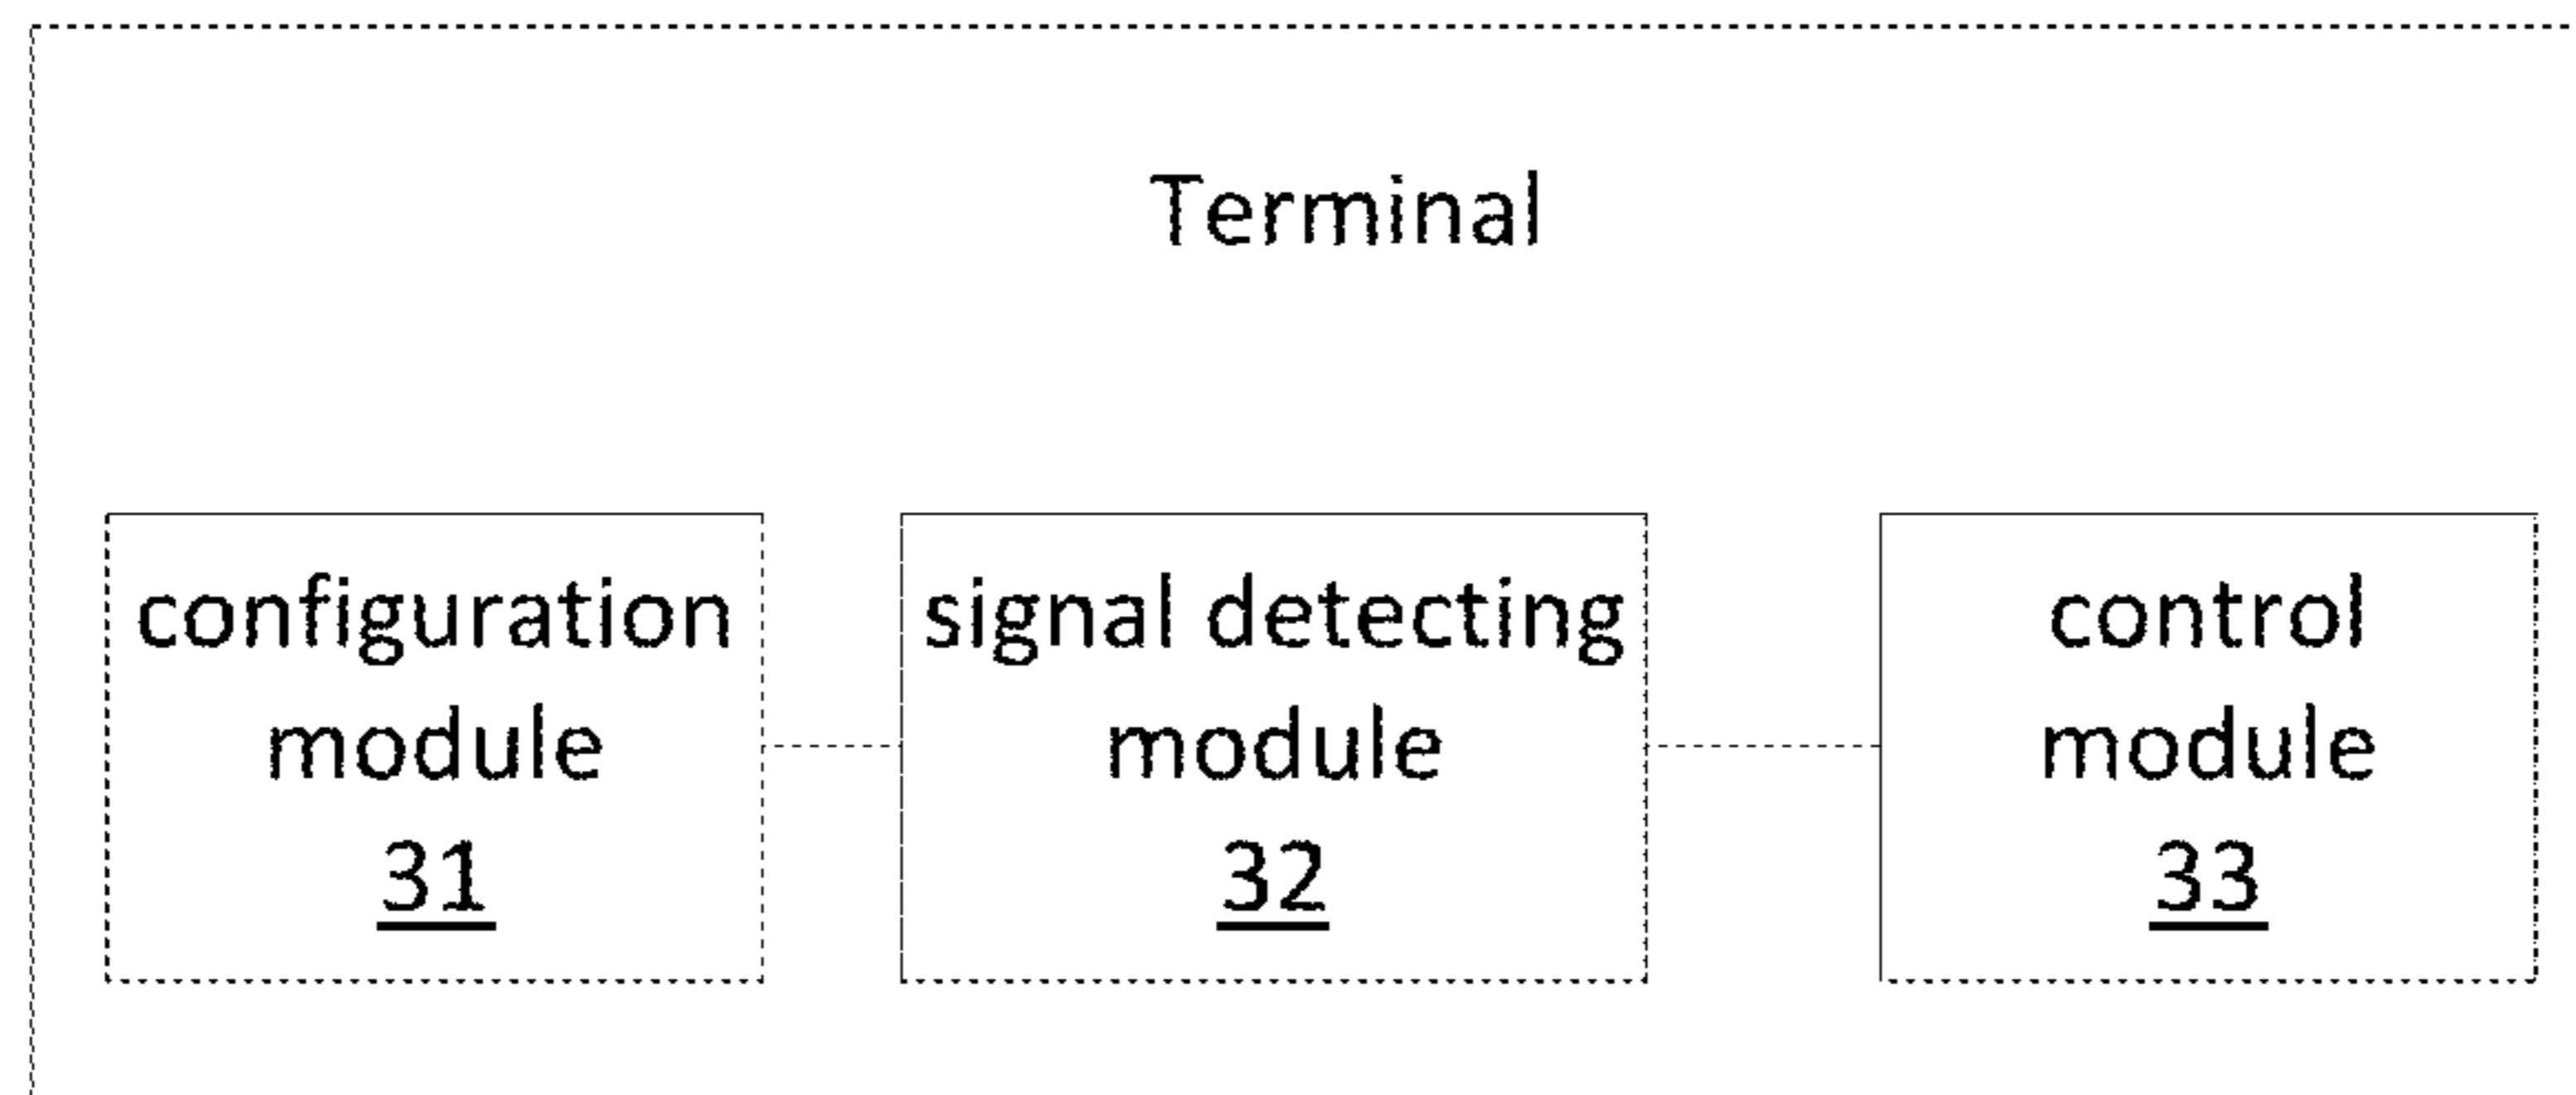 Terminal
configuration
module
31
signal detecting
module
32
control
module
33